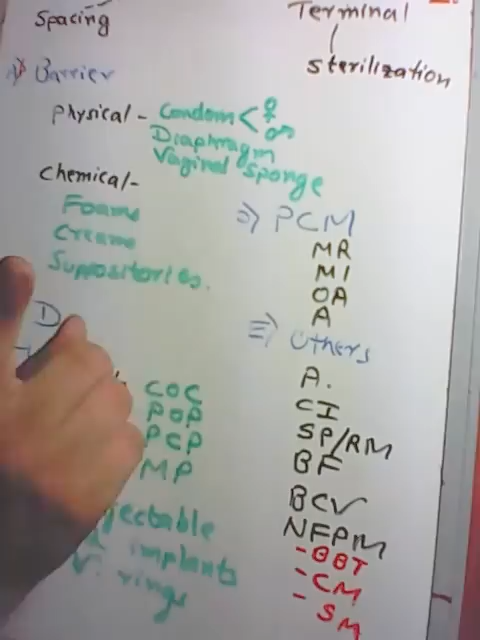 Spacing
Terminal
sterilization
Barrier
Physical - Condom < ♀ ♂
Diaphragm
Vaginal sponge
Chemical -
Foams
Creams
Suppositories.
D
COC
POP
PCP
MP
jectable
implants
V. rings
=> PCM
MR
MI
OA
A
=> Others
A.
CI
SP/RM
BF
BCV
NFPM
- BBT
- CM
- SM